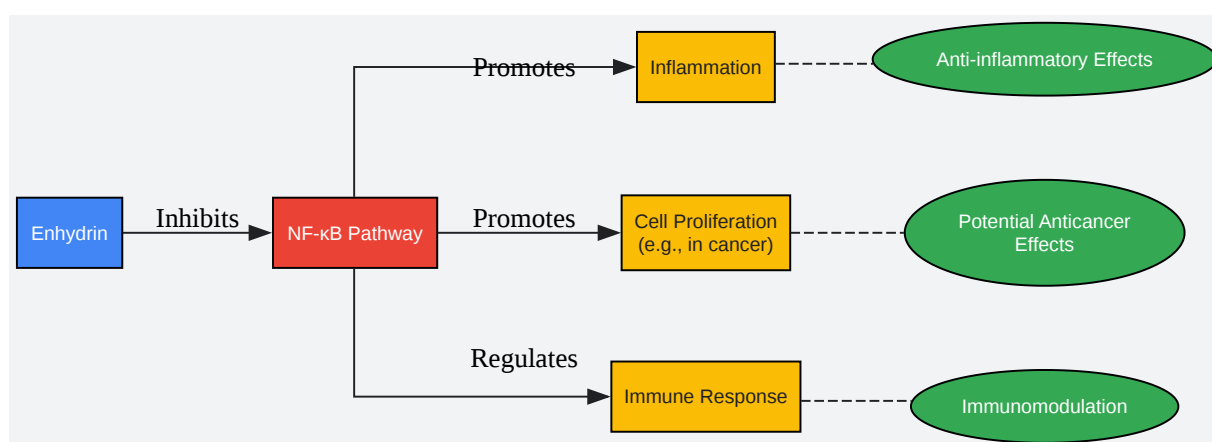 Promotes
Inflammation
Anti-inflammatory Effects
Enhydrin
Inhibits
NF-κB Pathway
Promotes
Cell Proliferation
(e.g., in cancer)
Potential Anticancer
Effects
Regulates
Immune Response
Immunomodulation